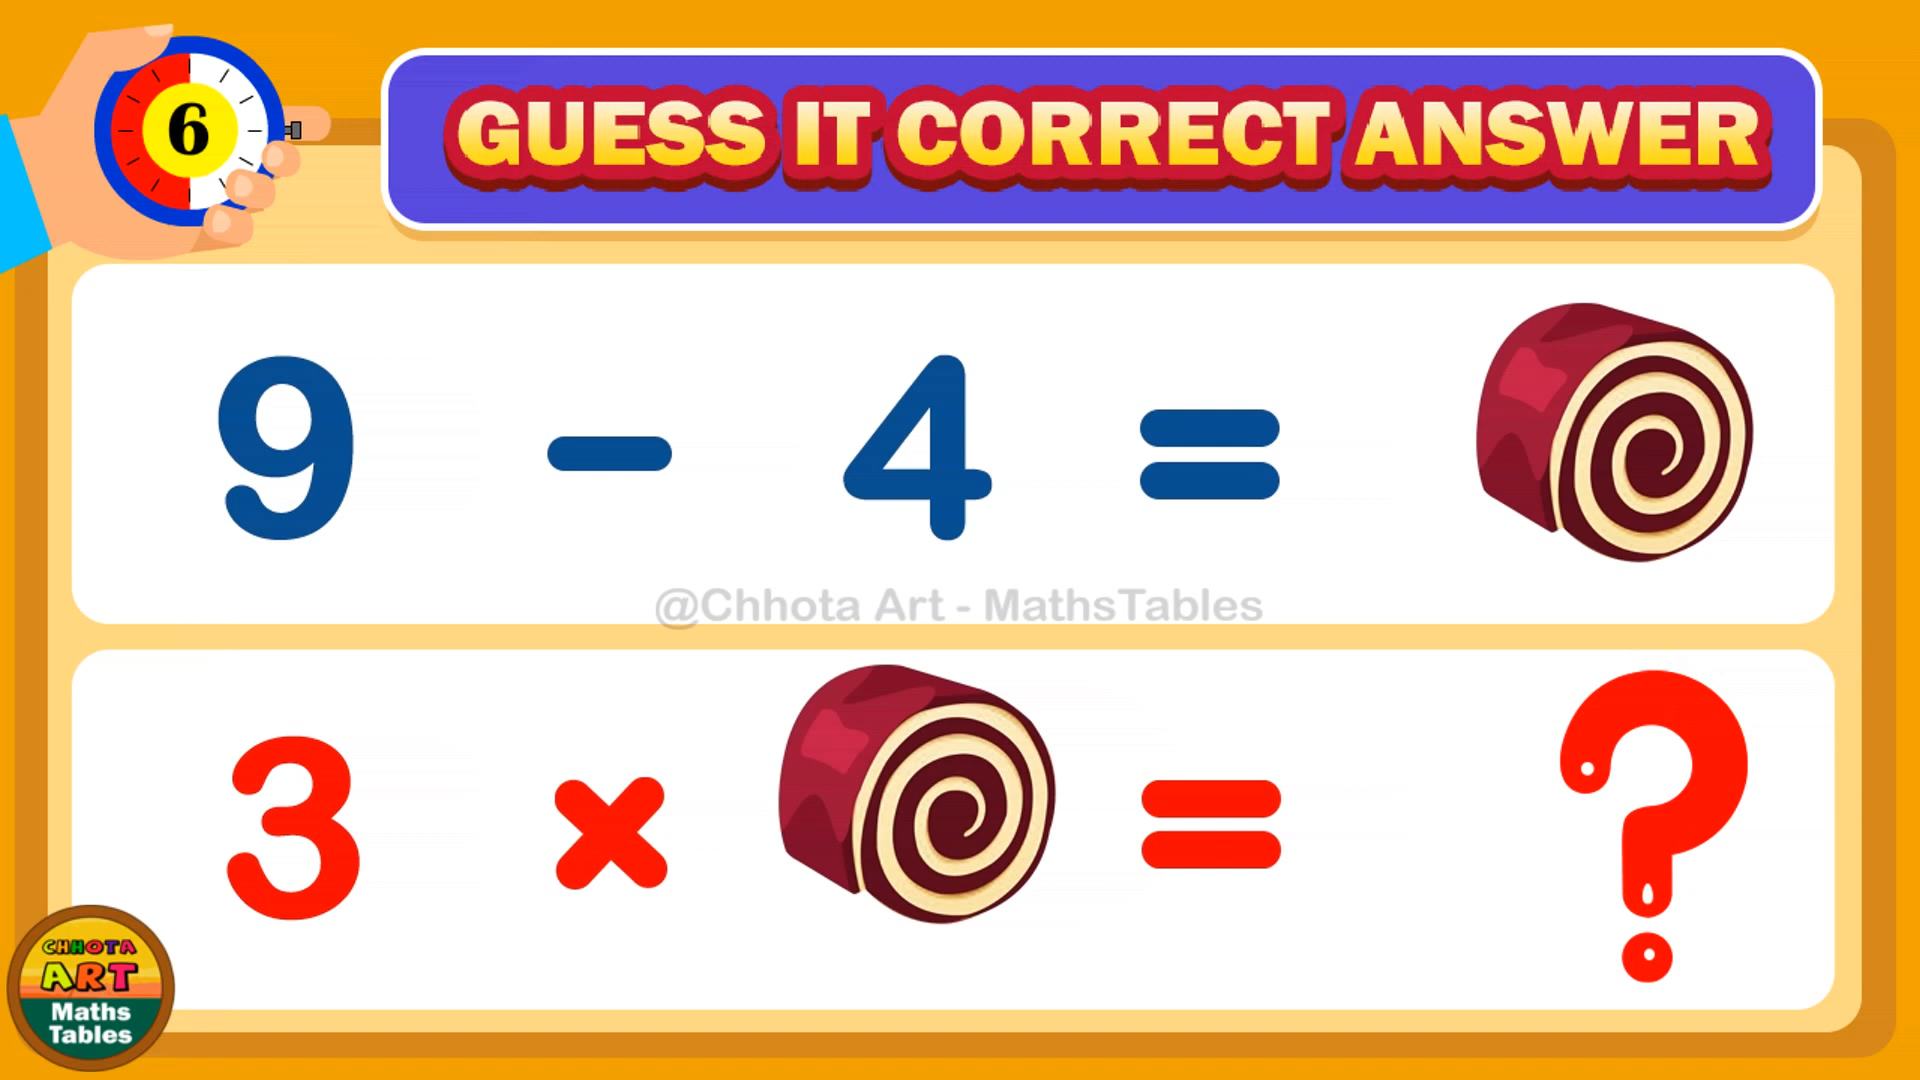 6
GUESS IT CORRECT ANSWER
9 - 4 =
@Chhota Art - MathsTables
3 × = ?
CHHOTA
ART
Maths
Tables